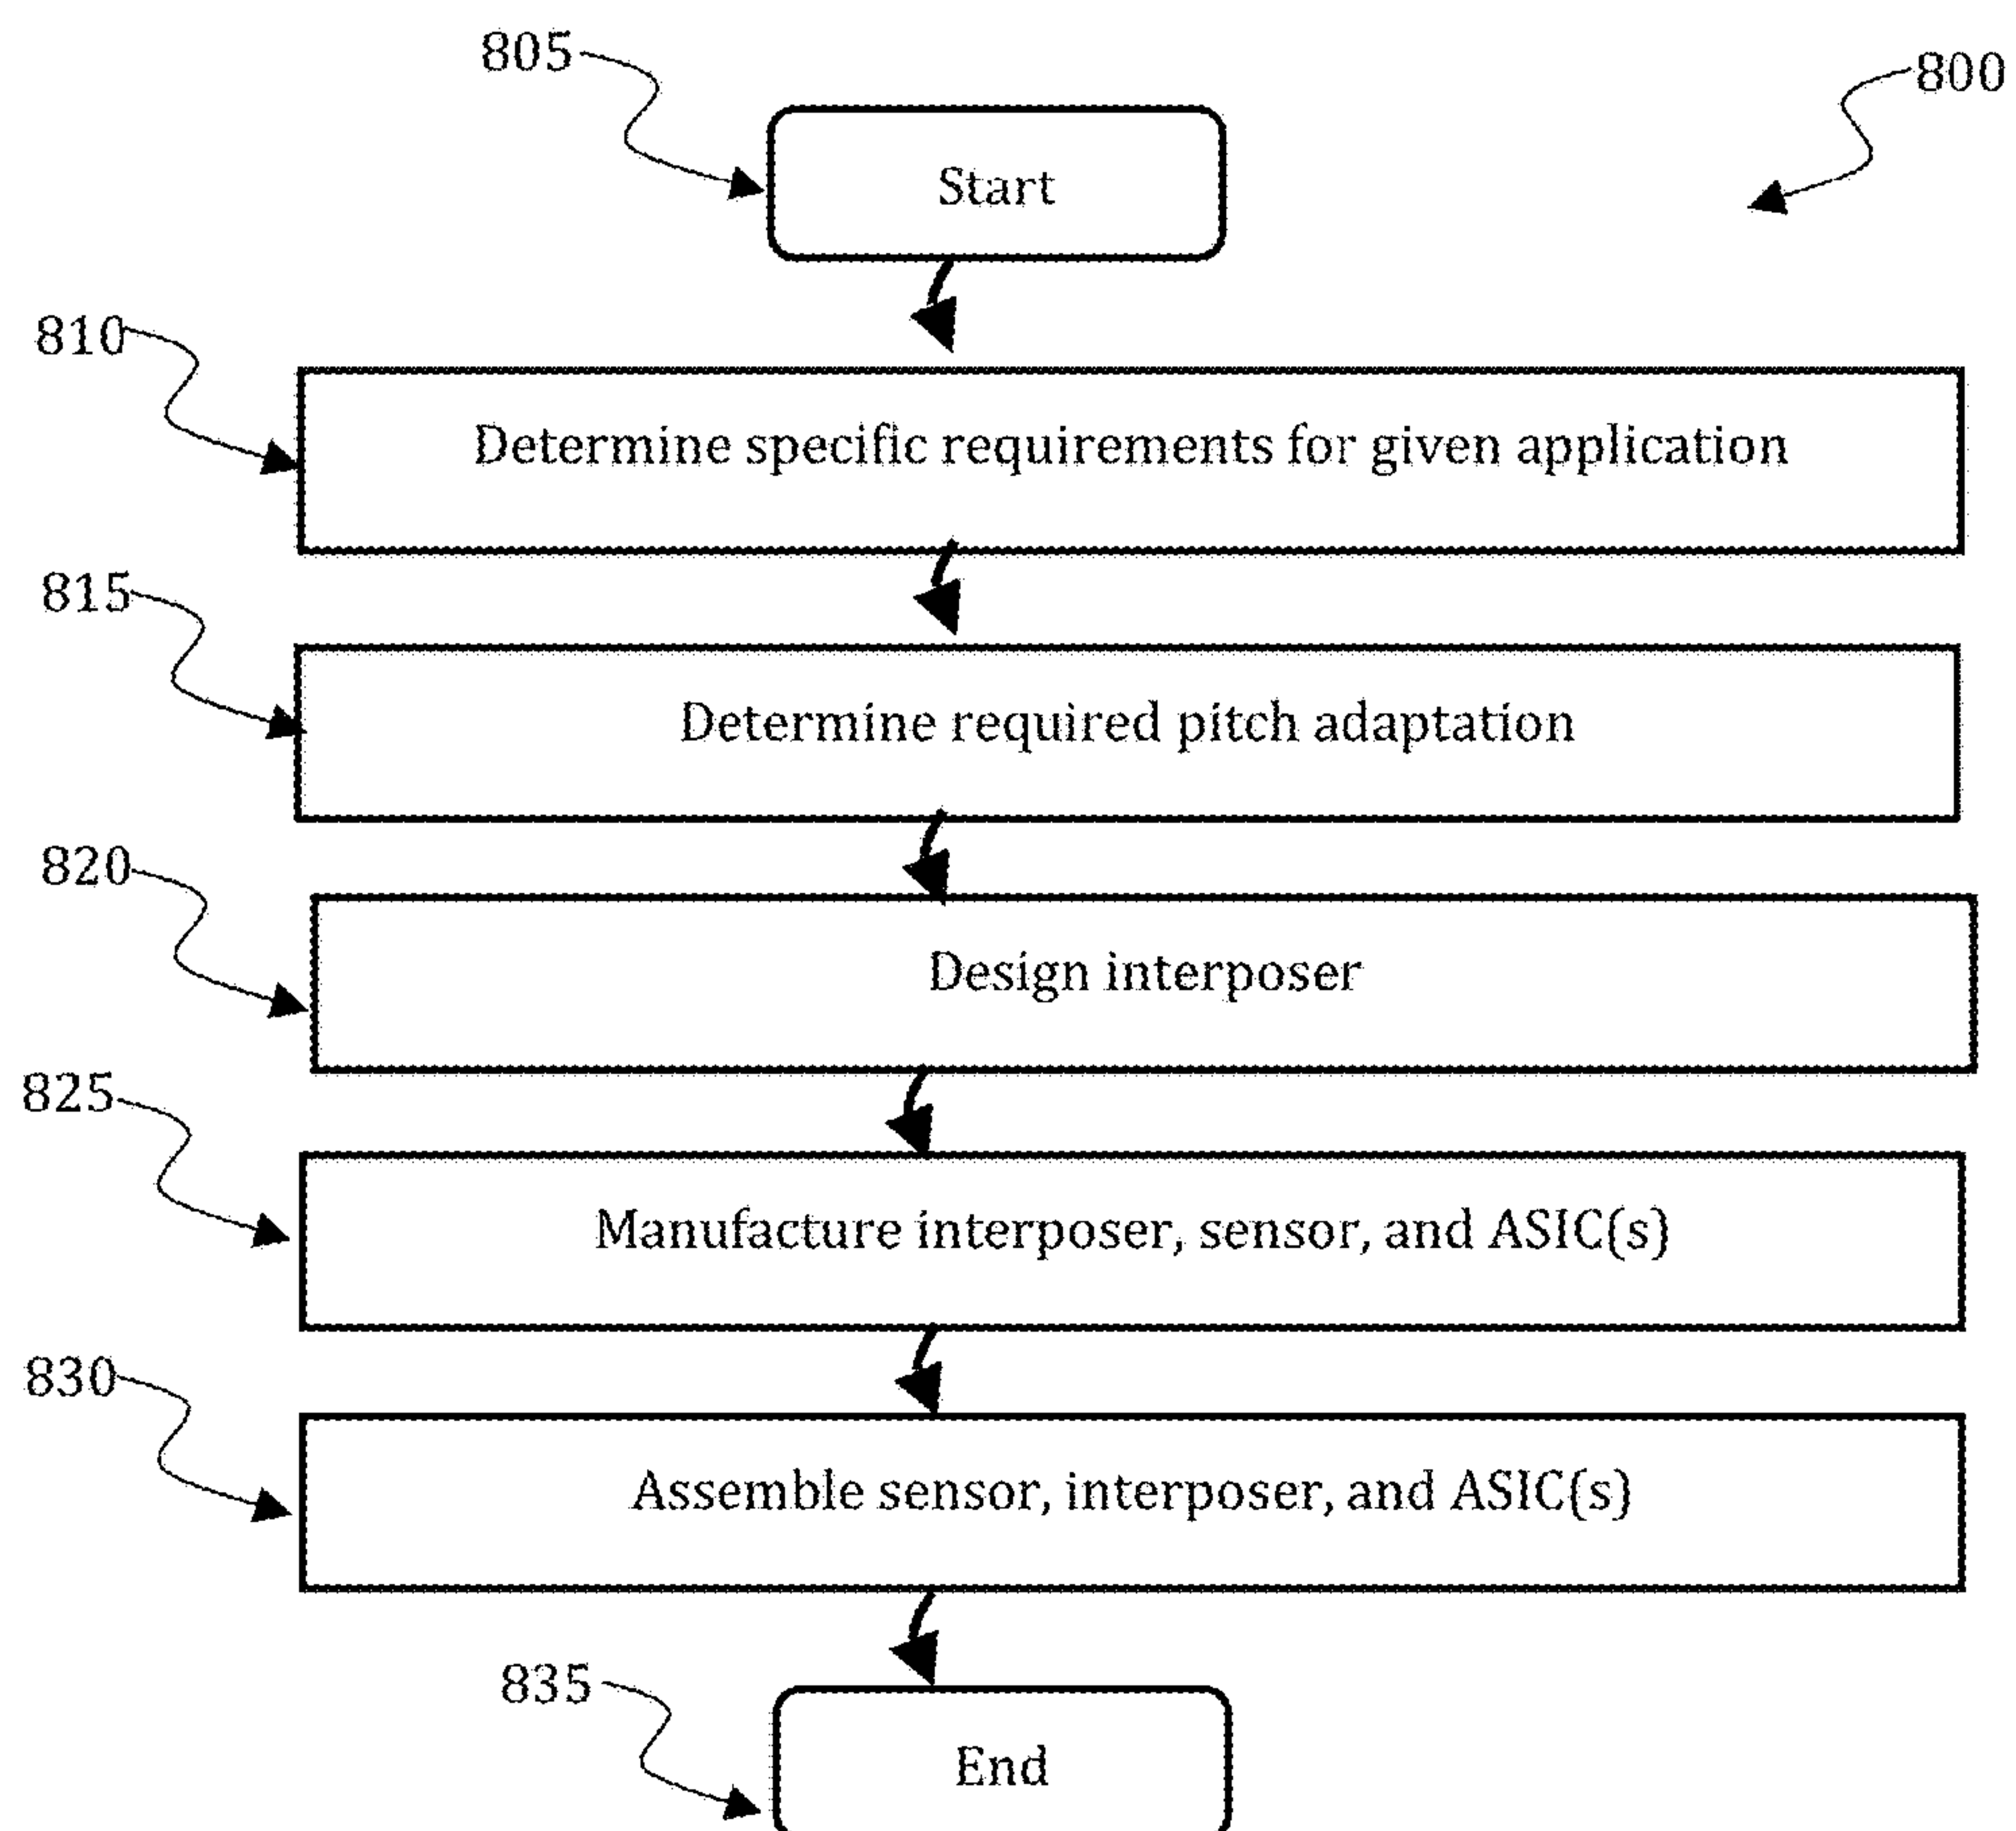 805
800
Start
810
Determine specific requirements for given application
815
Determine required pitch adaptation
820
Design interposer
825
Manufacture interposer, sensor, and ASIC(s)
830
Assemble sensor, interposer, and ASIC(s)
835
End